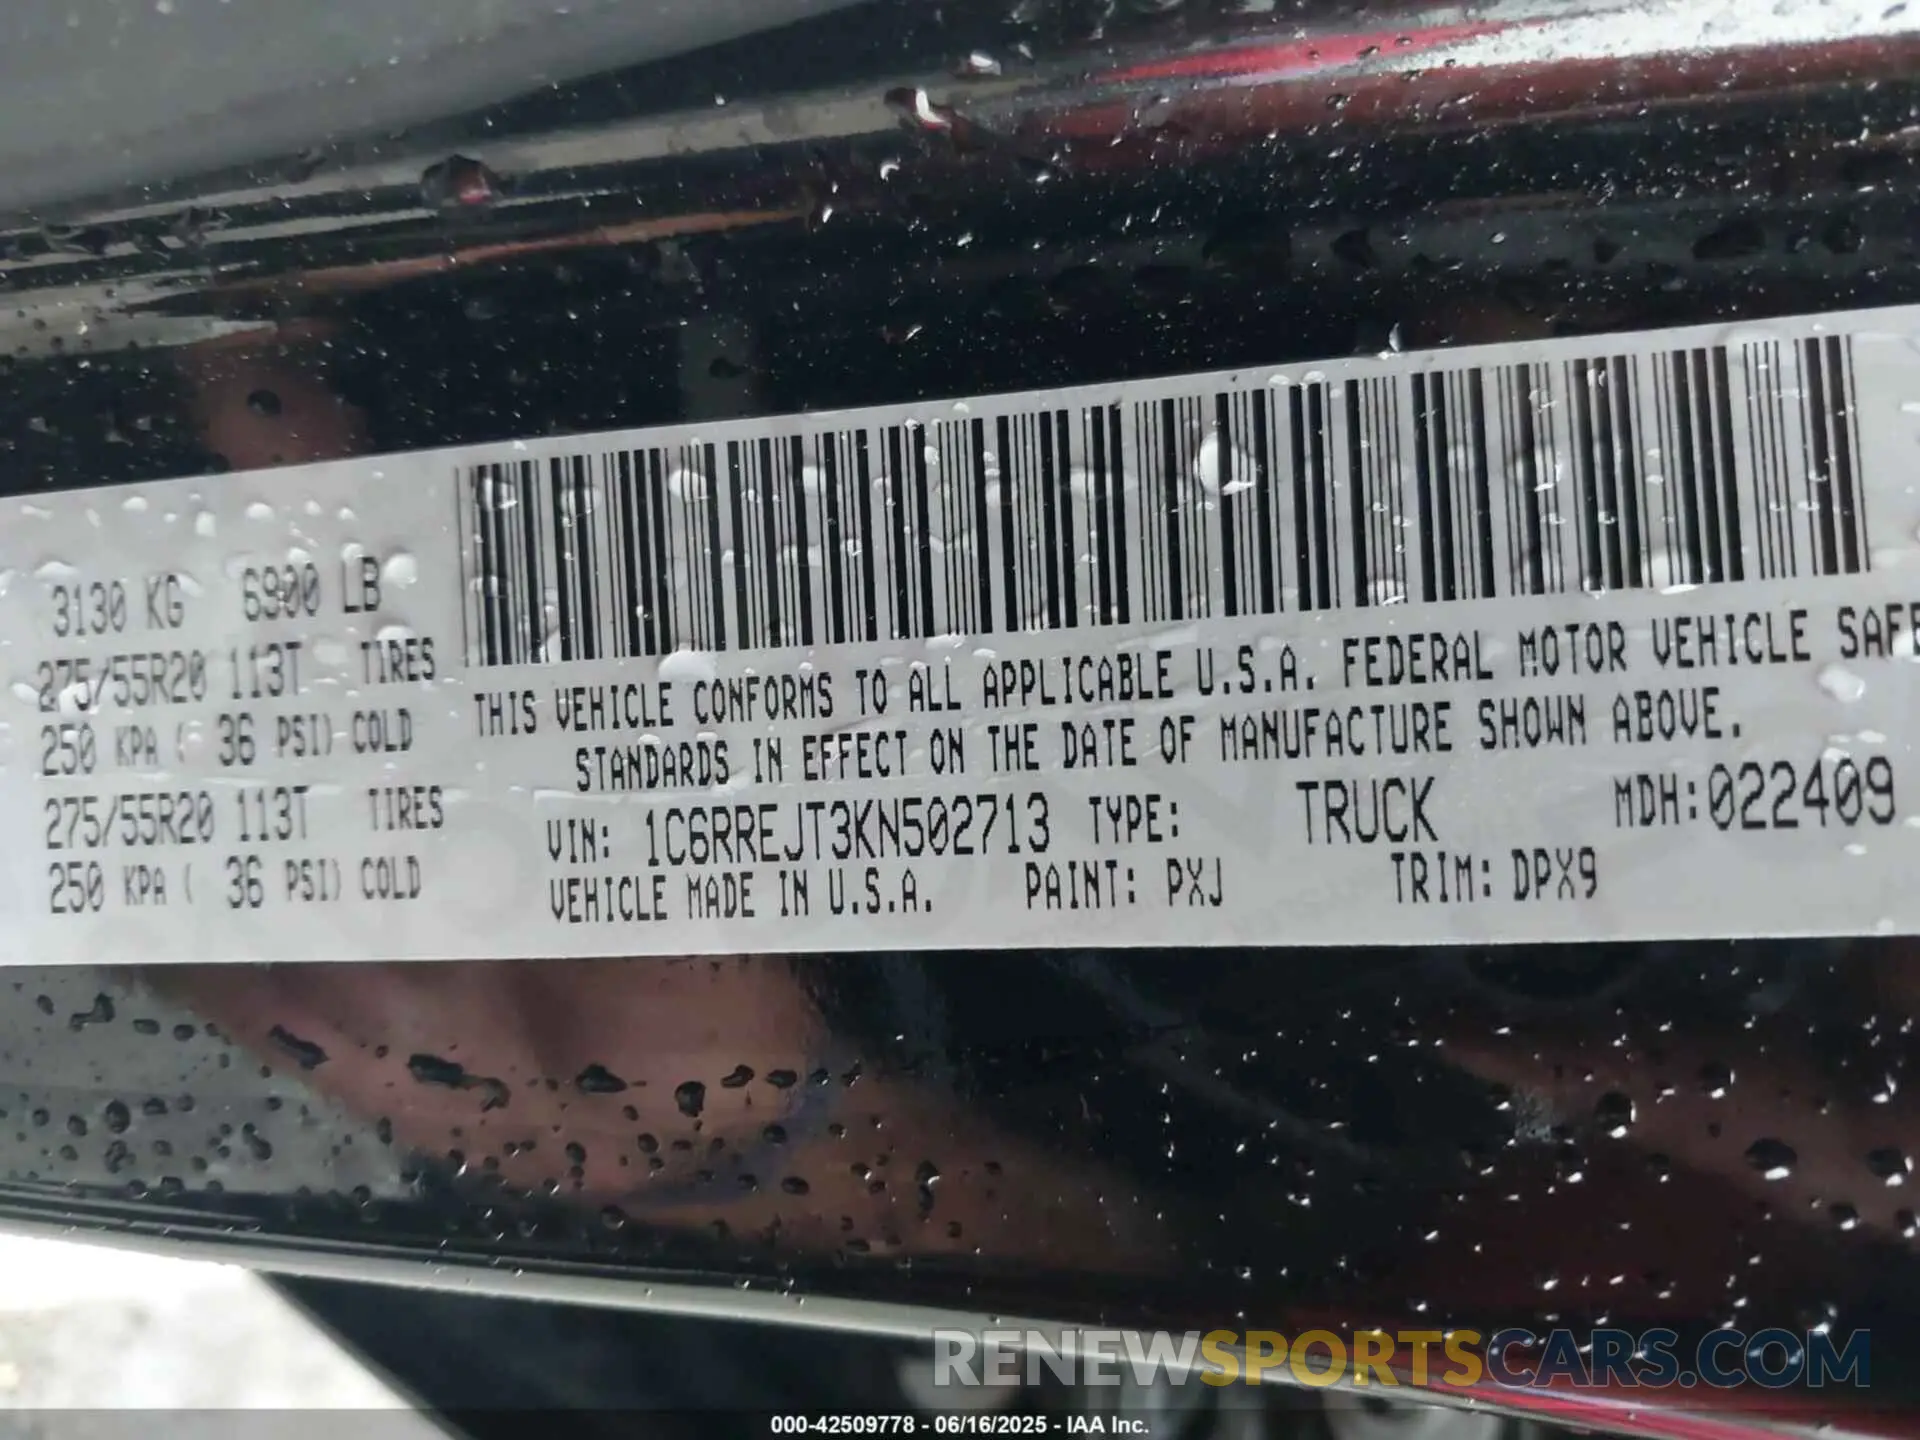 3130 KG 6900 LB
275/55R20 113T TIRES
250 KPA ( 36 PSI) COLD
275/55R20 113T TIRES
250 KPA ( 36 PSI) COLD
THIS VEHICLE CONFORMS TO ALL APPLICABLE U.S.A. FEDERAL MOTOR VEHICLE SAFE
STANDARDS IN EFFECT ON THE DATE OF MANUFACTURE SHOWN ABOVE.
VIN: 1C6RREJT3KN502713 TYPE: TRUCK MDH:022409
VEHICLE MADE IN U.S.A. PAINT: PXJ TRIM: DPX9
RENEWSPORTSCARS.COM
000-42509778 - 06/16/2025 - IAA Inc.